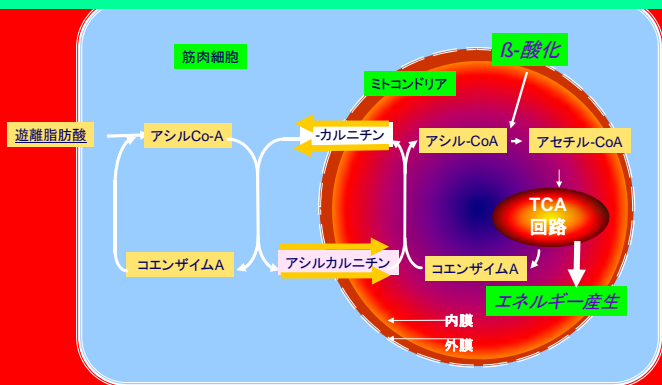 ß-酸化
筋肉細胞
ミトコンドリア
遊離脂肪酸
アシルCo-A
-カルニチン
アシル-CoA
アセチル-CoA
TCA
回路
コエンザイムA
アシルカルニチン
コエンザイムA
エネルギー産生
内膜
外膜